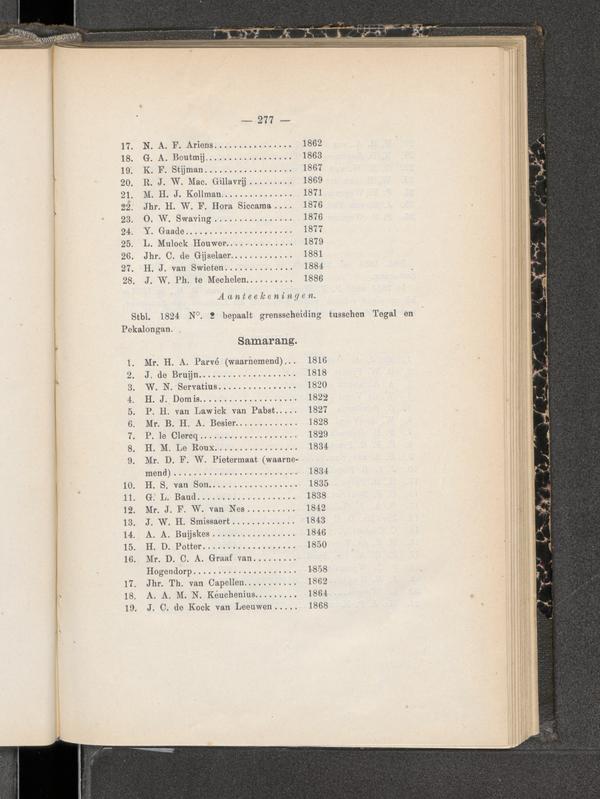 — 277 —
17. N. A. F. Ariens................ 1862
18. G. A. Boutmij.................. 1863
19. K. F. Stijman.................. 1867
20. R. J. W. Mac. Gillavrij ......... 1869
21. M. H. J. Kollman............... 1871
22. Jhr. H. W. F. Hora Siccama .... 1876
23. O. W. Swaving ................ 1876
24. Y. Gaade...................... 1877
25. L. Mulock Houwer.............. 1879
26. Jhr. C. de Gijselaer............. 1881
27. H. J. van Swieten.............. 1884
28. J. W. Ph. te Mechelen.......... 1886
Aanteekeningen.
Stbl. 1824 N°. 2 bepaalt grensscheiding tusschen Tegal en
Pekalongan.
Samarang.
1. Mr. H. A. Parvé (waarnemend)... 1816
2. J. de Bruijn.................... 1818
3. W. N. Servatius................ 1820
4. H. J. Domis.................... 1822
5. P. H. van Lawick van Pabst..... 1827
6. Mr. B. H. A. Besier............. 1828
7. P. le Clercq .................... 1829
8. H. M. Le Roux................. 1834
9. Mr. D. F. W. Pietermaat (waarne-
mend) ......................... 1834
10. H. S. van Son.................. 1835
11. G. L. Baud.................... 1838
12. Mr. J. F. W. van Nes .......... 1842
13. J. W. H. Smissaert ............. 1843
14. A. A. Buijskes ................. 1846
15. H. D. Potter................... 1850
16. Mr. D. C. A. Graaf van.........
Hogendorp..................... 1858
17. Jhr. Th. van Capellen........... 1862
18. A. A. M. N. Keuchenius......... 1864
19. J. C. de Kock van Leeuwen ..... 1868